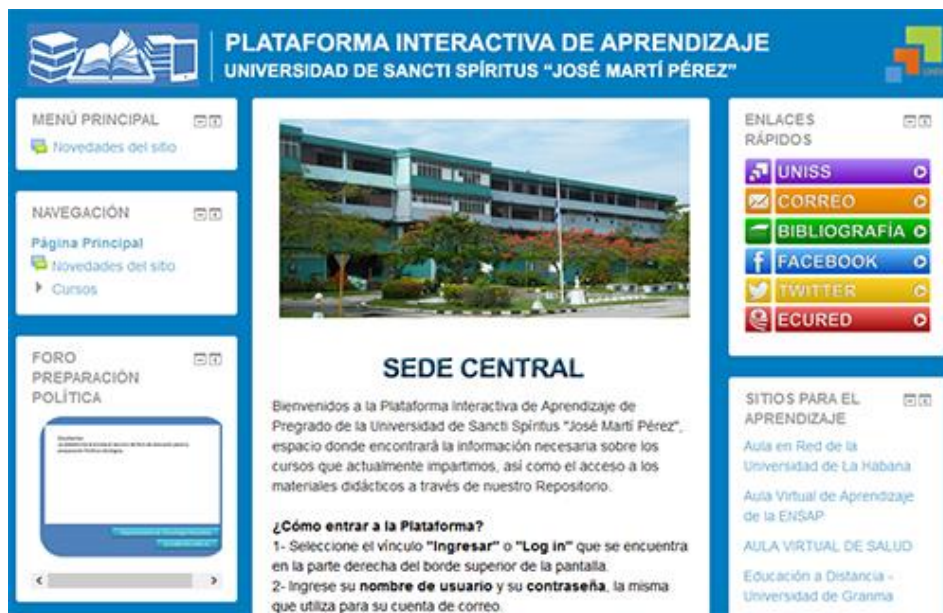 PLATAFORMA INTERACTIVA DE APRENDIZAJE
UNIVERSIDAD DE SANCTI SPÍRITUS "JOSÉ MARTÍ PÉREZ"
MENÚ PRINCIPAL
Novedades del sitio
NAVEGACIÓN
Página Principal
Novedades del sitio
Cursos
FORO
PREPARACIÓN
POLÍTICA
SEDE CENTRAL
Bienvenidos a la Plataforma Interactiva de Aprendizaje de
Pregrado de la Universidad de Sancti Spíritus "José Martí Pérez",
espacio donde encontrará la información necesaria sobre los
cursos que actualmente impartimos, así como el acceso a los
materiales didácticos a través de nuestro Repositorio.
¿Cómo entrar a la Plataforma?
1- Seleccione el vínculo "Ingresar" o "Log in" que se encuentra
en la parte derecha del borde superior de la pantalla.
2- Ingrese su nombre de usuario y su contraseña, la misma
que utiliza para su cuenta de correo.
ENLACES
RÁPIDOS
UNISS
CORREO
BIBLIOGRAFÍA
FACEBOOK
TWITTER
ECURED
SITIOS PARA EL
APRENDIZAJE
Aula en Red de la
Universidad de La Habana
Aula Virtual de Aprendizaje
de la ENSAP
AULA VIRTUAL DE SALUD
Educación a Distancia -
Universidad de Granma